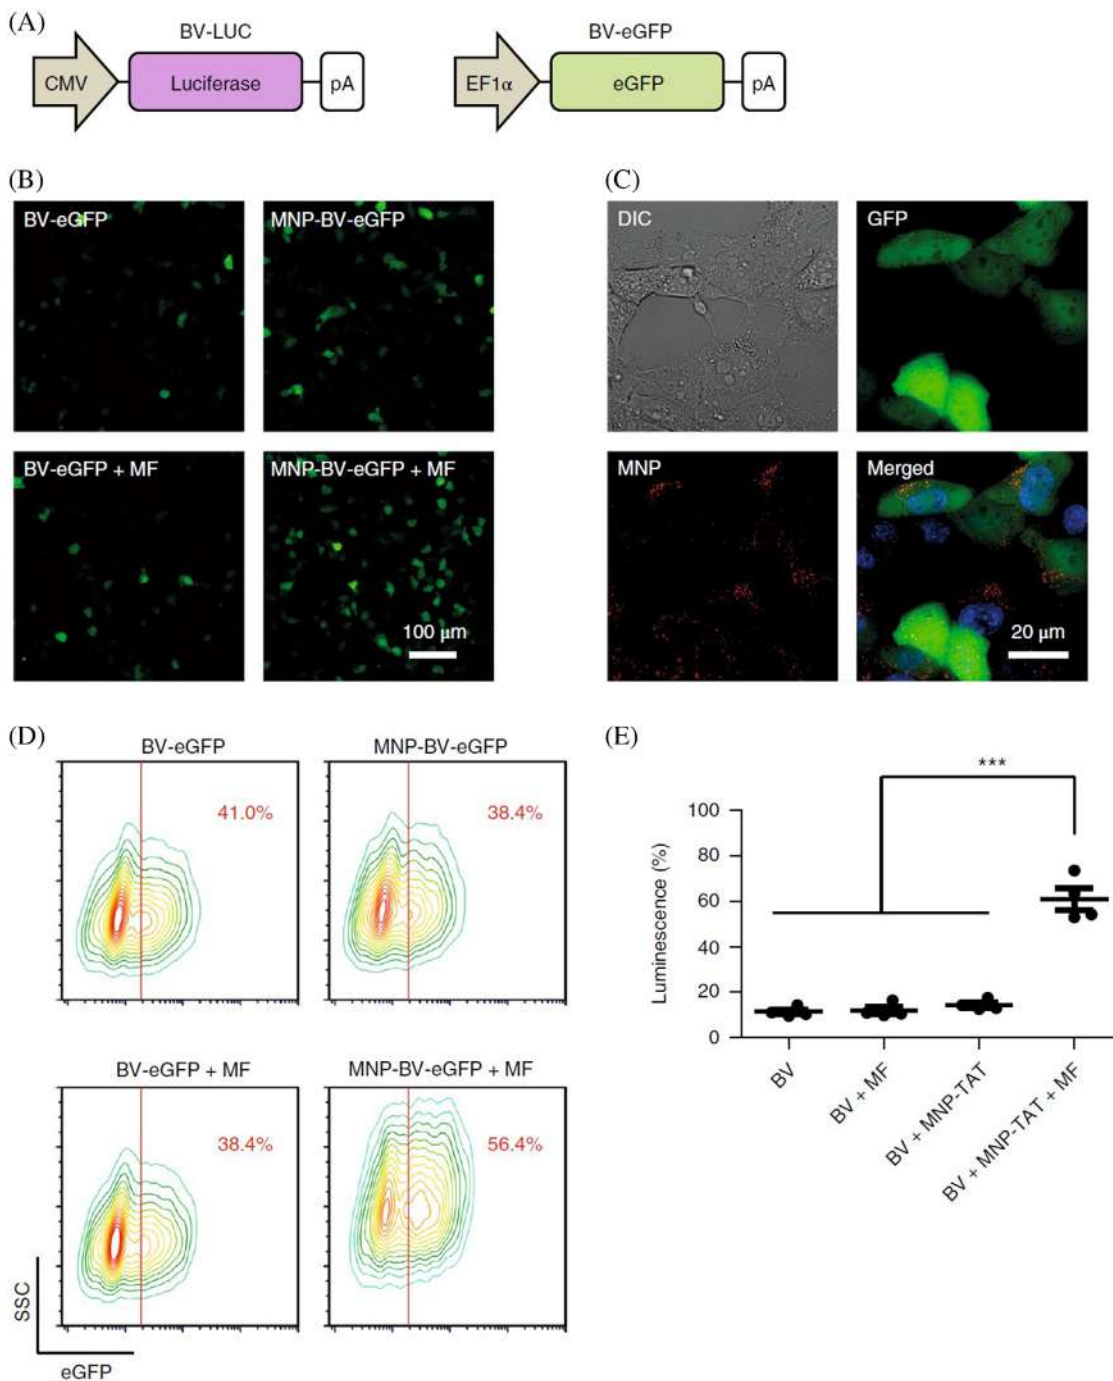 (A)
BV-LUC
BV-eGFP
CMV
Luciferase
pA
EF1α
eGFP
pA
(B)
(C)
BV-eGFP
MNP-BV-eGFP
DIC
GFP
BV-eGFP + MF
MNP-BV-eGFP + MF
MNP
Merged
100 μm
20 μm
(D)
(E)
BV-eGFP
MNP-BV-eGFP
41.0%
38.4%
BV-eGFP + MF
MNP-BV-eGFP + MF
38.4%
56.4%
SSC
eGFP
***
Luminescence (%)
100
80
60
40
20
0
BV
BV + MF
BV + MNP-TAT
BV + MNP-TAT + MF